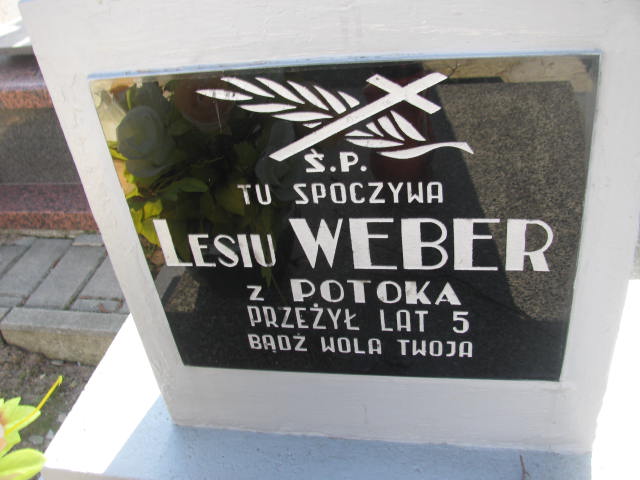 Ś.P.
TU SPOCZYWA
LESIU WEBER
Z POTOKA
PRZEŻYŁ LAT 5
BĄDŹ WOLA TWOJA